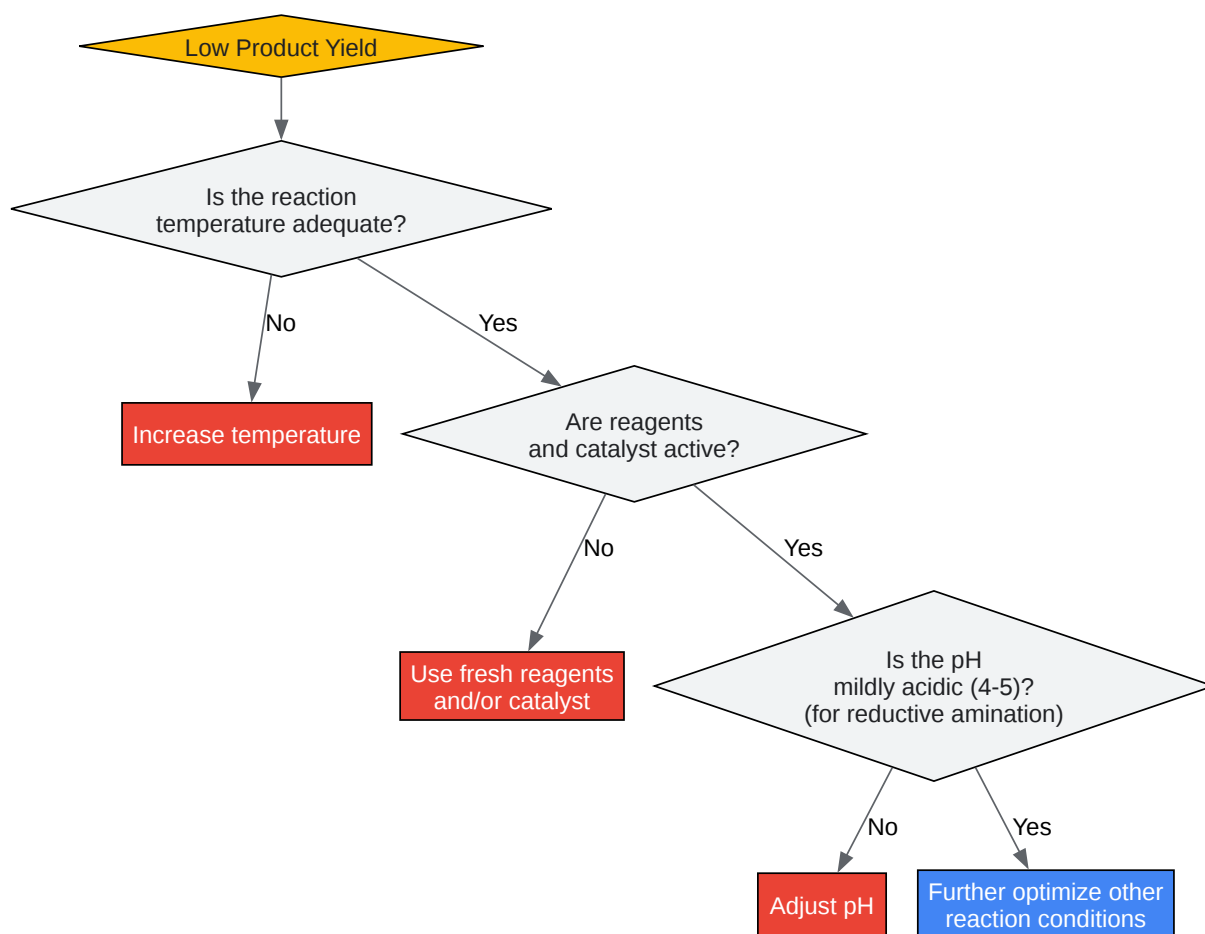 Low Product Yield
Is the reaction
temperature adequate?
No
Yes
Increase temperature
Are reagents
and catalyst active?
No
Yes
Use fresh reagents
and/or catalyst
Is the pH
mildly acidic (4-5)?
(for reductive amination)
No
Yes
Adjust pH
Further optimize other
reaction conditions